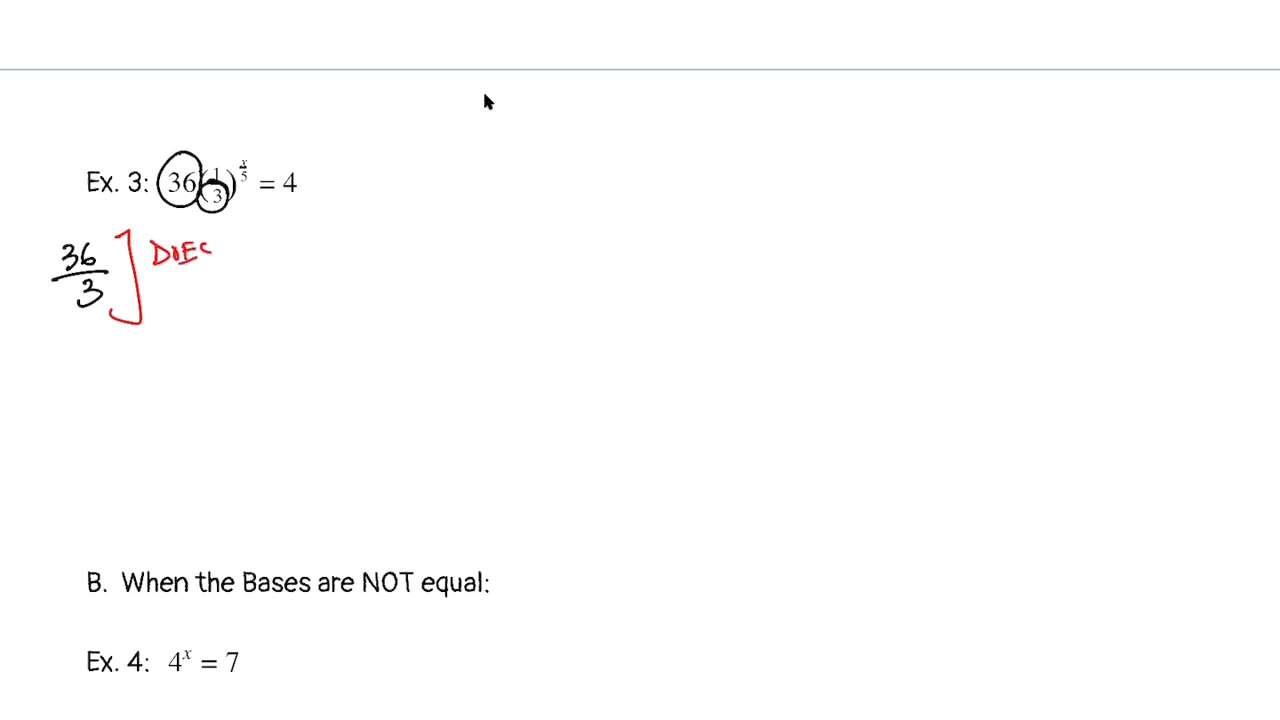 Ex. 3: 36(1/3)^(x/5) = 4
36/3 ] DOES
B. When the Bases are NOT equal:
Ex. 4: 4^x = 7